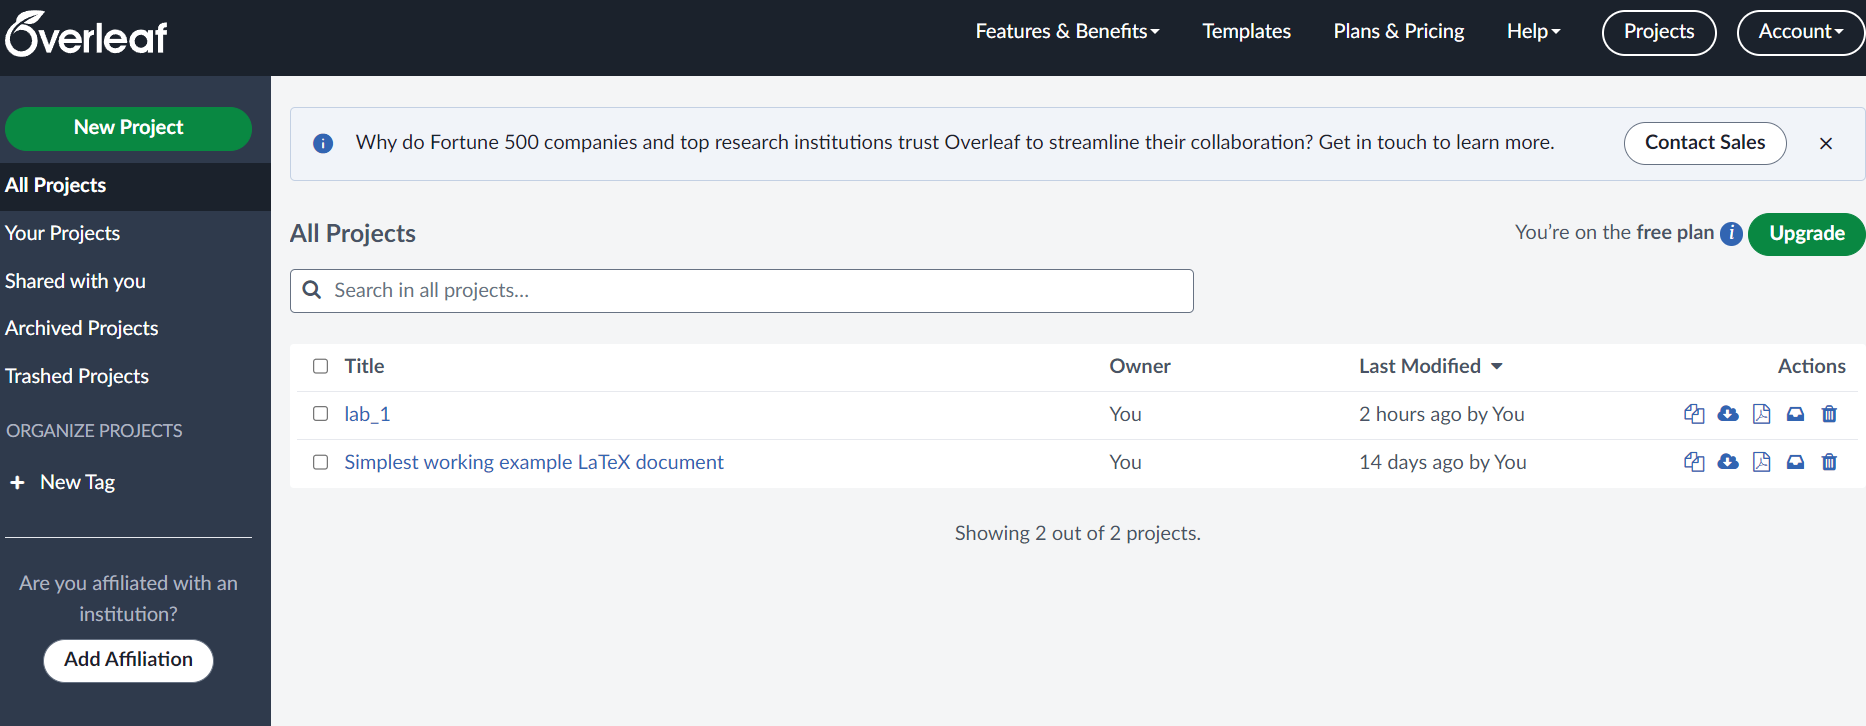 Overleaf
Features & Benefits
Templates
Plans & Pricing
Help
Projects
Account
New Project
All Projects
Your Projects
Shared with you
Archived Projects
Trashed Projects
ORGANIZE PROJECTS
+ New Tag
Are you affiliated with an
institution?
Add Affiliation
Why do Fortune 500 companies and top research institutions trust Overleaf to streamline their collaboration? Get in touch to learn more.
Contact Sales
All Projects
You’re on the free plan
Upgrade
Search in all projects...
Title Owner Last Modified Actions
lab_1 You 2 hours ago by You
Simplest working example LaTeX document You 14 days ago by You
Showing 2 out of 2 projects.